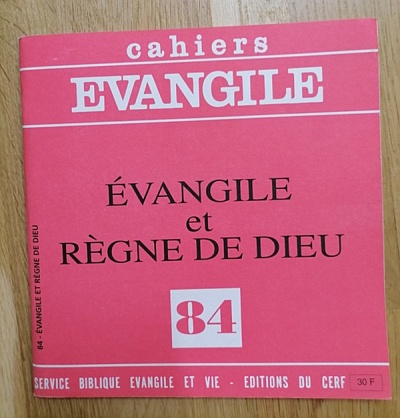 cahiers
EVANGILE
ÉVANGILE
et
RÈGNE DE DIEU
84
84 - ÉVANGILE ET RÈGNE DE DIEU
SERVICE BIBLIQUE EVANGILE ET VIE - EDITIONS DU CERF
30 F